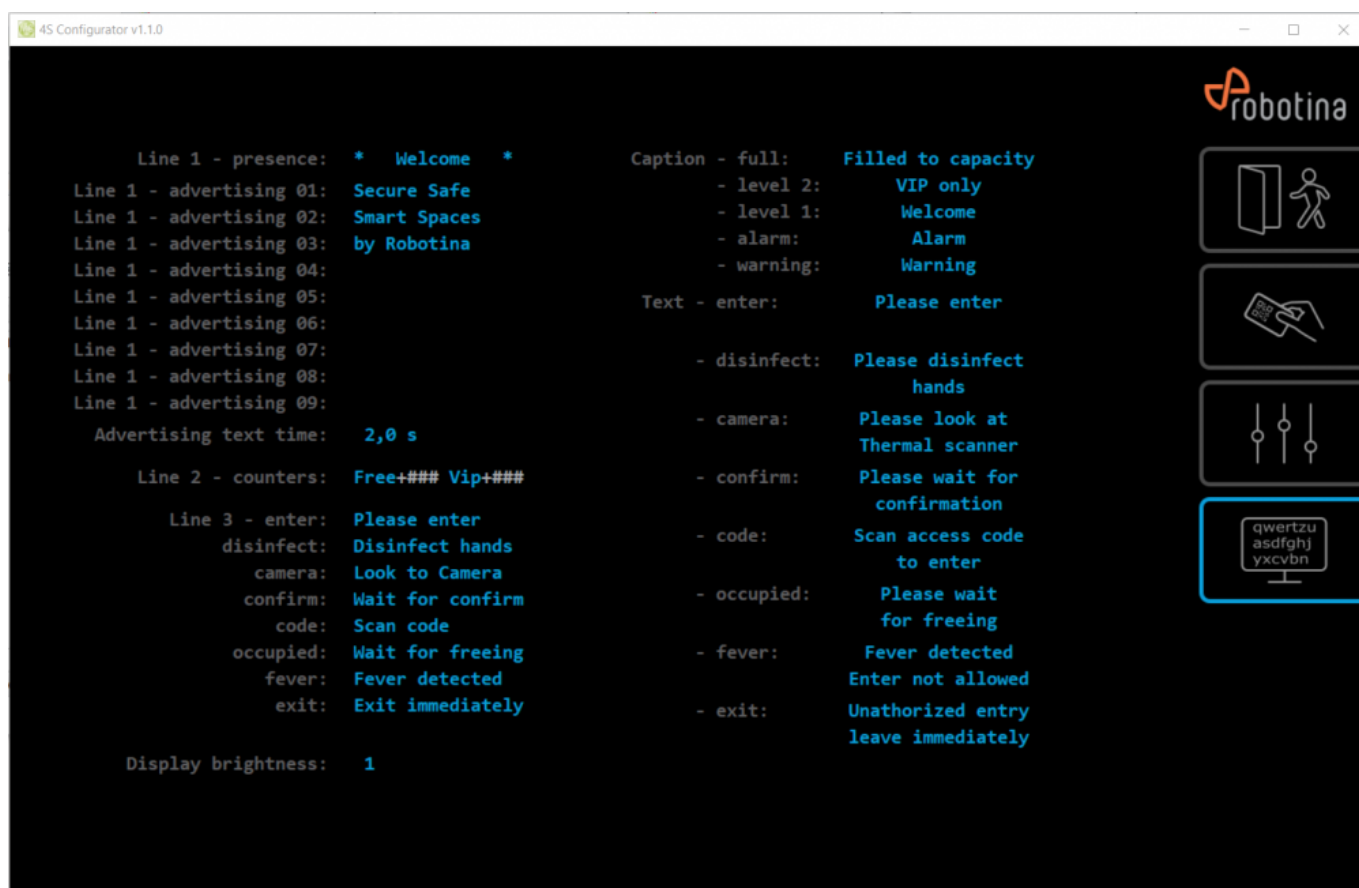 4S Configurator v1.1.0
robotina
Line 1 - presence: * Welcome *
Line 1 - advertising 01: Secure Safe
Line 1 - advertising 02: Smart Spaces
Line 1 - advertising 03: by Robotina
Line 1 - advertising 04:
Line 1 - advertising 05:
Line 1 - advertising 06:
Line 1 - advertising 07:
Line 1 - advertising 08:
Line 1 - advertising 09:
Advertising text time: 2,0 s
Line 2 - counters: Free+### Vip+###
Line 3 - enter: Please enter
disinfect: Disinfect hands
camera: Look to Camera
confirm: Wait for confirm
code: Scan code
occupied: Wait for freeing
fever: Fever detected
exit: Exit immediately
Display brightness: 1
Caption - full: Filled to capacity
- level 2: VIP only
- level 1: Welcome
- alarm: Alarm
- warning: Warning
Text - enter: Please enter
- disinfect: Please disinfect
hands
- camera: Please look at
Thermal scanner
- confirm: Please wait for
confirmation
- code: Scan access code
to enter
- occupied: Please wait
for freeing
- fever: Fever detected
Enter not allowed
- exit: Unathorized entry
leave immediately
qwertzu
asdfghj
yxcvbn